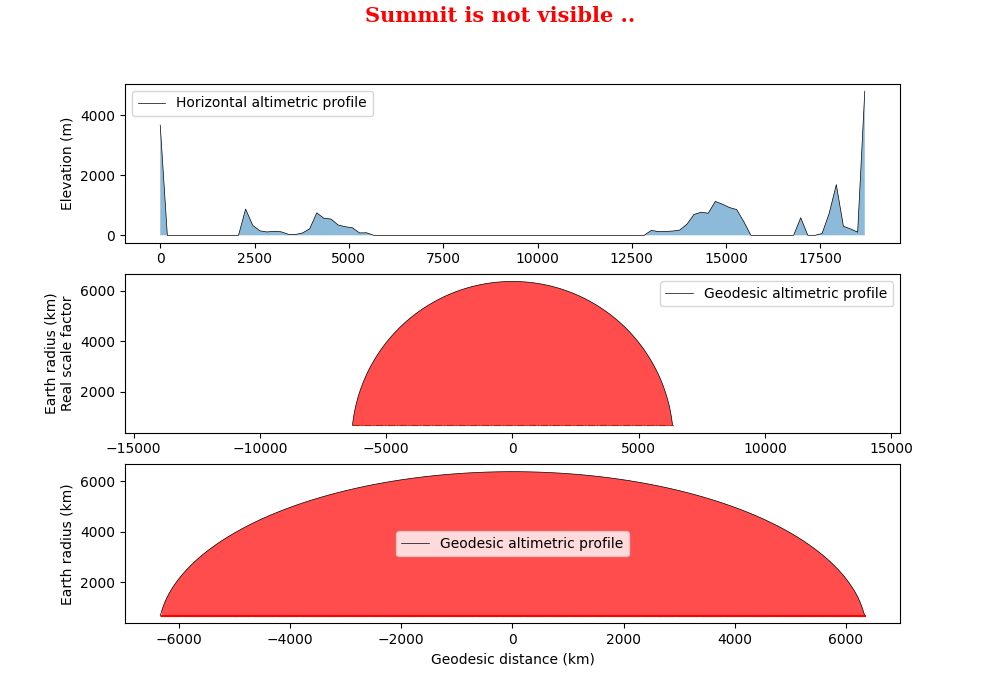 Summit is not visible ..
Horizontal altimetric profile
Elevation (m)
4000
2000
0
0 2500 5000 7500 10000 12500 15000 17500
Geodesic altimetric profile
Earth radius (km)
Real scale factor
6000
4000
2000
−15000 −10000 −5000 0 5000 10000 15000
Geodesic altimetric profile
Earth radius (km)
6000
4000
2000
−6000 −4000 −2000 0 2000 4000 6000
Geodesic distance (km)